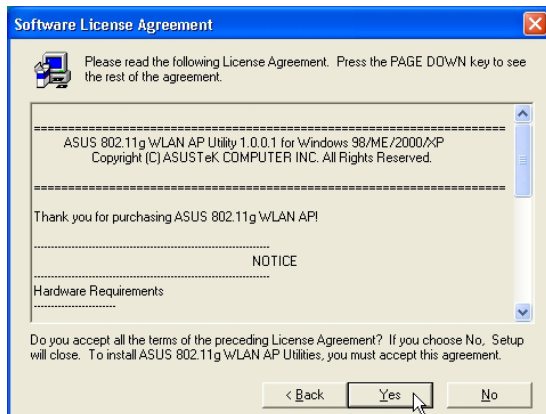 Software License Agreement
Please read the following License Agreement. Press the PAGE DOWN key to see
the rest of the agreement.
======================================================================
ASUS 802.11g WLAN AP Utility 1.0.0.1 for Windows 98/ME/2000/XP
Copyright (C) ASUSTeK COMPUTER INC. All Rights Reserved.
======================================================================
Thank you for purchasing ASUS 802.11g WLAN AP!
-----------------------------------------------------------
NOTICE
-----------------------------------------------------------
Hardware Requirements
--------------------
Do you accept all the terms of the preceding License Agreement? If you choose No, Setup
will close. To install ASUS 802.11g WLAN AP Utilities, you must accept this agreement.
< Back
Yes
No